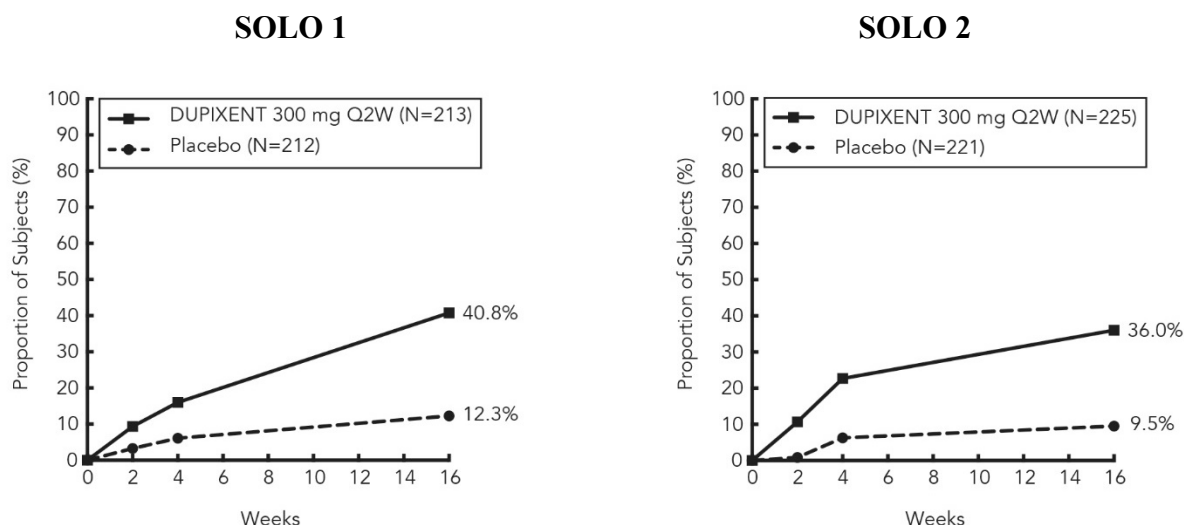 SOLO 1
100
90
80
70
60
50
40
30
20
10
0
Proportion of Subjects (%)
DUPIXENT 300 mg Q2W (N=213)
Placebo (N=212)
40.8%
12.3%
0 2 4 6 8 10 12 14 16
Weeks
SOLO 2
100
90
80
70
60
50
40
30
20
10
0
Proportion of Subjects (%)
DUPIXENT 300 mg Q2W (N=225)
Placebo (N=221)
36.0%
9.5%
0 2 4 6 8 10 12 14 16
Weeks